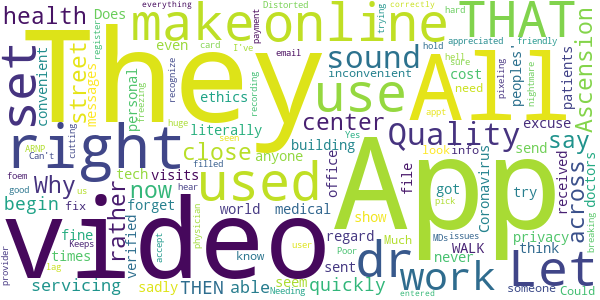 They
All
App
video
right
THAT
make
online
health
set
use
used
sound
work
dr
Let
Quality
center
close
street
Ascension
across
say
now
rather
Why
begin
servicing
THEN
able
quickly
building
literally
ethics
personal
convenient
messages
even
Does
Distorted
everything
register
payment
card
I've
email
trying
correctly
hard
hold
appreciated
friendly
recognize
freezing
huge
recording
inconvenient
cost
need
sure
hell
nightmare
pixeling
peoples'
patients
appt
excuse
doctors
breaking
anyone
tech
visits
office
file
look
info
send
received
privacy
Coronavirus
got
try
think
show
regard
sent
WALK
never
someone
Could
MDs
issues
Much
Poor
Needing
entered
pick
user
seem
know
accept
hear
physician
sadly
verified
forget
world
medical
filled
seen
fine
times
fix
us
Keeps
lag
provider
good
foem
Can't
ARNP
cutting
Yes